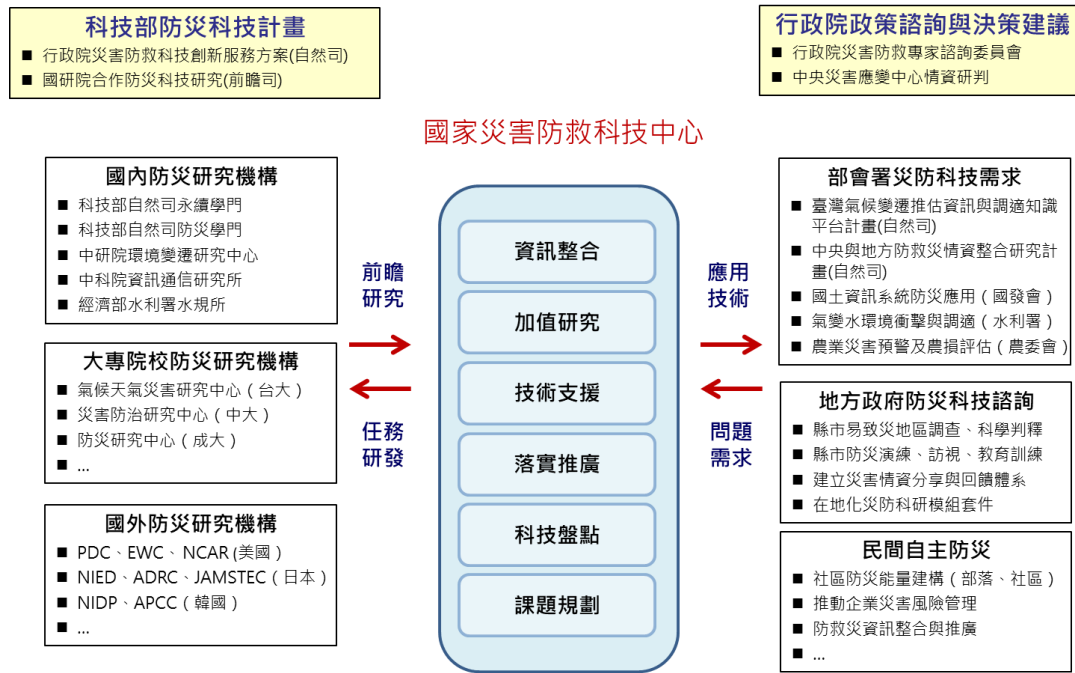 科技部防災科技計畫
■ 行政院災害防救科技創新服務方案(自然司)
■ 國研院合作防災科技研究(前瞻司)
行政院政策諮詢與決策建議
■ 行政院災害防救專家諮詢委員會
■ 中央災害應變中心情資研判
國家災害防救科技中心
國內防災研究機構
■ 科技部自然司永續學門
■ 科技部自然司防災學門
■ 中研院環境變遷研究中心
■ 中科院資訊通信研究所
■ 經濟部水利署水規所
大專院校防災研究機構
■ 氣候天氣災害研究中心（台大）
■ 災害防治研究中心（中大）
■ 防災研究中心（成大）
■ ...
國外防災研究機構
■ PDC、EWC、NCAR (美國）
■ NIED、ADRC、JAMSTEC（日本）
■ NIDP、APCC（韓國）
■ ...
前瞻
研究
任務
研發
資訊整合
加值研究
技術支援
落實推廣
科技盤點
課題規劃
應用
技術
問題
需求
部會署災防科技需求
■ 臺灣氣候變遷推估資訊與調適知識
平台計畫(自然司)
■ 中央與地方防救災情資整合研究計
畫(自然司)
■ 國土資訊系統防災應用（國發會）
■ 氣變水環境衝擊與調適（水利署）
■ 農業災害預警及農損評估（農委會）
地方政府防災科技諮詢
■ 縣市易致災地區調查、科學判釋
■ 縣市防災演練、訪視、教育訓練
■ 建立災害情資分享與回饋體系
■ 在地化災防科研模組套件
民間自主防災
■ 社區防災能量建構（部落、社區）
■ 推動企業災害風險管理
■ 防救災資訊整合與推廣
■ ...